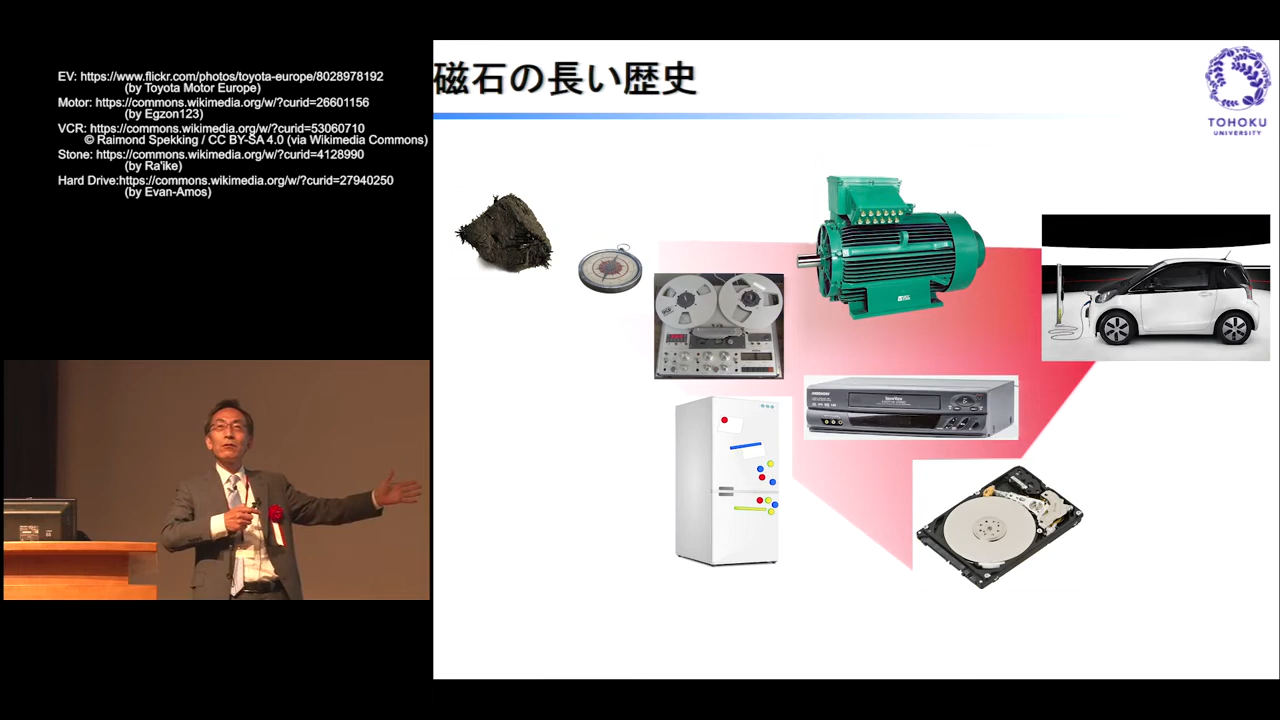 EV: https://www.flickr.com/photos/toyota-europe/8028978192
(by Toyota Motor Europe)
Motor: https://commons.wikimedia.org/w/?curid=26601156
(by Egzon123)
VCR: https://commons.wikimedia.org/w/?curid=53060710
© Raimond Spekking / CC BY-SA 4.0 (via Wikimedia Commons)
Stone: https://commons.wikimedia.org/w/?curid=4128990
(by Ra'ike)
Hard Drive:https://commons.wikimedia.org/w/?curid=27940250
(by Evan-Amos)
磁石の長い歴史
TOHOKU
UNIVERSITY